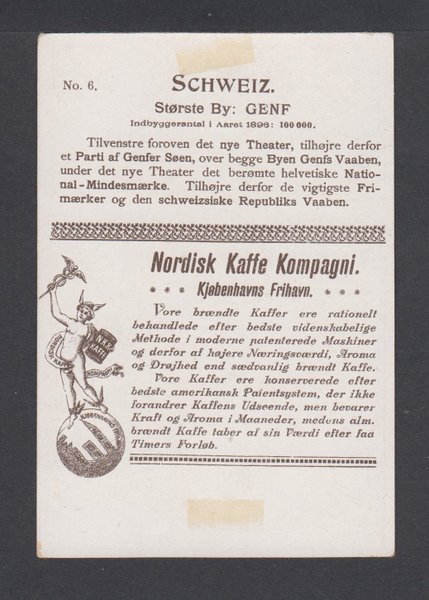 No. 6.
SCHWEIZ.
Største By: GENF
Indbyggerantal i Aaret 1896: 100 000.
Tilvenstre foroven det nye Theater, tilhøjre derfor
et Parti af Genfer Søen, over begge Byen Genfs Vaaben,
under det nye Theater det berømte helvetiske Natio-
nal-Mindesmærke. Tilhøjre derfor de vigtigste Fri-
mærker og den schweizsiske Republiks Vaaben.
Nordisk Kaffe Kompagni.
* * * Kjøbenhavns Frihavn. * * *
Vore brændte Kaffer ere rationelt
behandlede efter bedste videnskabelige
Methode i moderne patenterede Maskiner
og derfor af højere Næringsværdi, Aroma
og Drøjhed end sædvanlig brændt Kaffe.
Vore Kaffer ere konserverede efter
bedste amerikansk Patentsystem, der ikke
forandrer Kaffens Udseende, men bevarer
Kraft og Aroma i Maaneder, medens alm.
brændt Kaffe taber af sin Værdi efter faa
Timers Forløb.